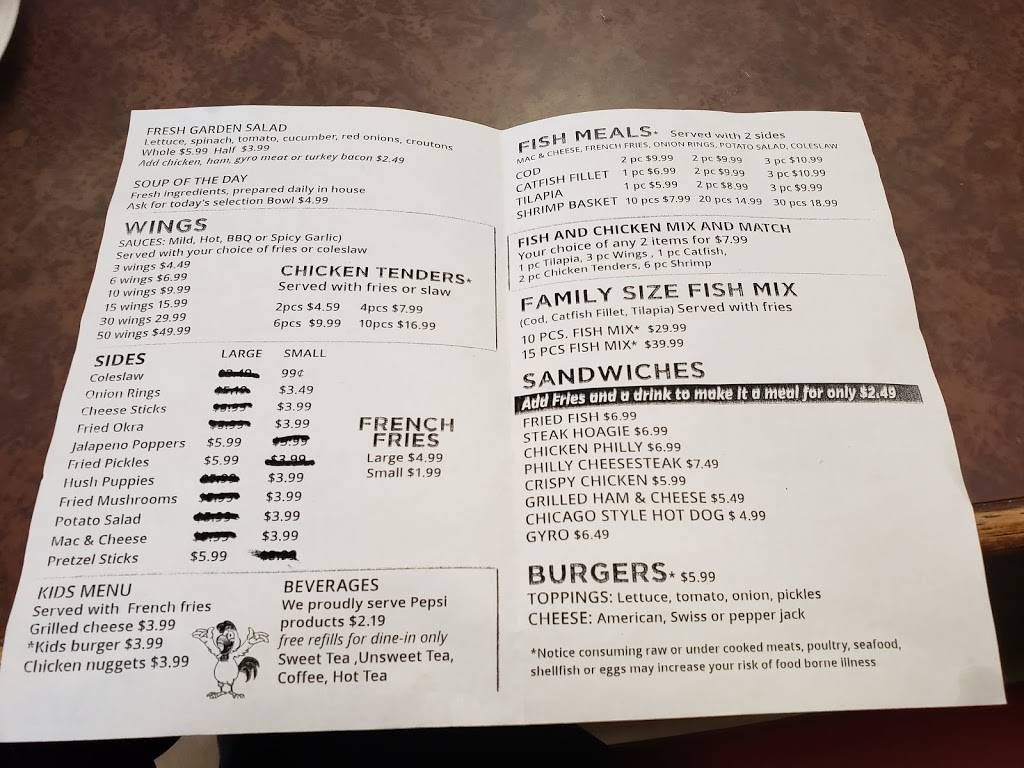 FRESH GARDEN SALAD
Lettuce, spinach, tomato, cucumber, red onions, croutons
Whole $5.99 Half $3.99
Add chicken, ham, gyro meat or turkey bacon $2.49
SOUP OF THE DAY
Fresh ingredients, prepared daily in house
Ask for today's selection Bowl $4.99
WINGS
SAUCES: Mild, Hot, BBQ or Spicy Garlic)
Served with your choice of fries or coleslaw
3 wings $4.49
6 wings $6.99
10 wings $9.99
15 wings 15.99
30 wings 29.99
50 wings $49.99
CHICKEN TENDERS*
Served with fries or slaw
2pcs $4.59 4pcs $7.99
6pcs $9.99 10pcs $16.99
SIDES LARGE SMALL
Coleslaw 99¢
Onion Rings $3.49
Cheese Sticks $3.99
Fried Okra $3.99
Jalapeno Poppers $5.99
Fried Pickles $5.99
Hush Puppies $3.99
Fried Mushrooms $3.99
Potato Salad $3.99
Mac & Cheese $3.99
Pretzel Sticks $5.99
FRENCH
FRIES
Large $4.99
Small $1.99
KIDS MENU
Served with French fries
Grilled cheese $3.99
*Kids burger $3.99
Chicken nuggets $3.99
BEVERAGES
We proudly serve Pepsi
products $2.19
free refills for dine-in only
Sweet Tea ,Unsweet Tea,
Coffee, Hot Tea
FISH MEALS* Served with 2 sides
MAC & CHEESE, FRENCH FRIES, ONION RINGS, POTATO SALAD, COLESLAW
COD 2 pc $9.99 2 pc $9.99 3 pc $10.99
CATFISH FILLET 1 pc $6.99 2 pc $9.99 3 pc $10.99
TILAPIA 1 pc $5.99 2 pc $8.99 3 pc $9.99
SHRIMP BASKET 10 pcs $7.99 20 pcs 14.99 30 pcs 18.99
FISH AND CHICKEN MIX AND MATCH
Your choice of any 2 items for $7.99
1 pc Tilapia, 3 pc Wings , 1 pc Catfish,
2 pc Chicken Tenders, 6 pc Shrimp
FAMILY SIZE FISH MIX
(Cod, Catfish Fillet, Tilapia) Served with fries
10 PCS. FISH MIX* $29.99
15 PCS FISH MIX* $39.99
SANDWICHES
Add Fries and a drink to make it a meal for only $2.49
FRIED FISH $6.99
STEAK HOAGIE $6.99
CHICKEN PHILLY $6.99
PHILLY CHEESESTEAK $7.49
CRISPY CHICKEN $5.99
GRILLED HAM & CHEESE $5.49
CHICAGO STYLE HOT DOG $ 4.99
GYRO $6.49
BURGERS* $5.99
TOPPINGS: Lettuce, tomato, onion, pickles
CHEESE: American, Swiss or pepper jack
*Notice consuming raw or under cooked meats, poultry, seafood,
shellfish or eggs may increase your risk of food borne illness